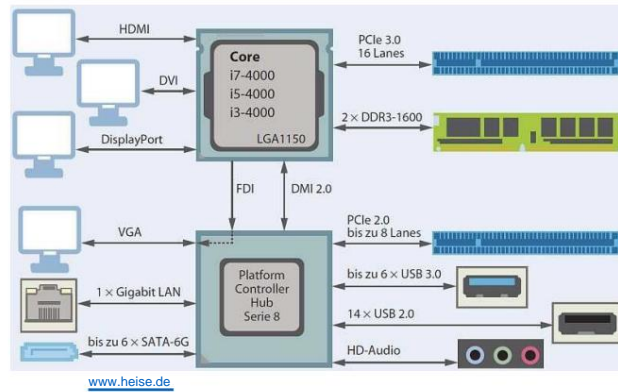 HDMI
DVI
DisplayPort
Core
i7-4000
i5-4000
i3-4000
LGA1150
PCIe 3.0
16 Lanes
2 × DDR3-1600
FDI
DMI 2.0
VGA
1 × Gigabit LAN
bis zu 6 × SATA-6G
Platform
Controller
Hub
Serie 8
PCIe 2.0
bis zu 8 Lanes
bis zu 6 × USB 3.0
14 × USB 2.0
HD-Audio
www.heise.de